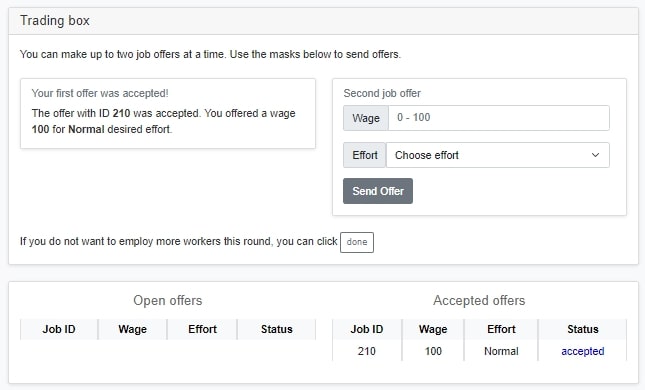 Trading box
You can make up to two job offers at a time. Use the masks below to send offers.
Your first offer was accepted!
The offer with ID 210 was accepted. You offered a wage
100 for Normal desired effort.
Second job offer
Wage 0 - 100
Effort Choose effort
Send Offer
If you do not want to employ more workers this round, you can click done
Open offers
Job ID Wage Effort Status
Accepted offers
Job ID Wage Effort Status
210 100 Normal accepted